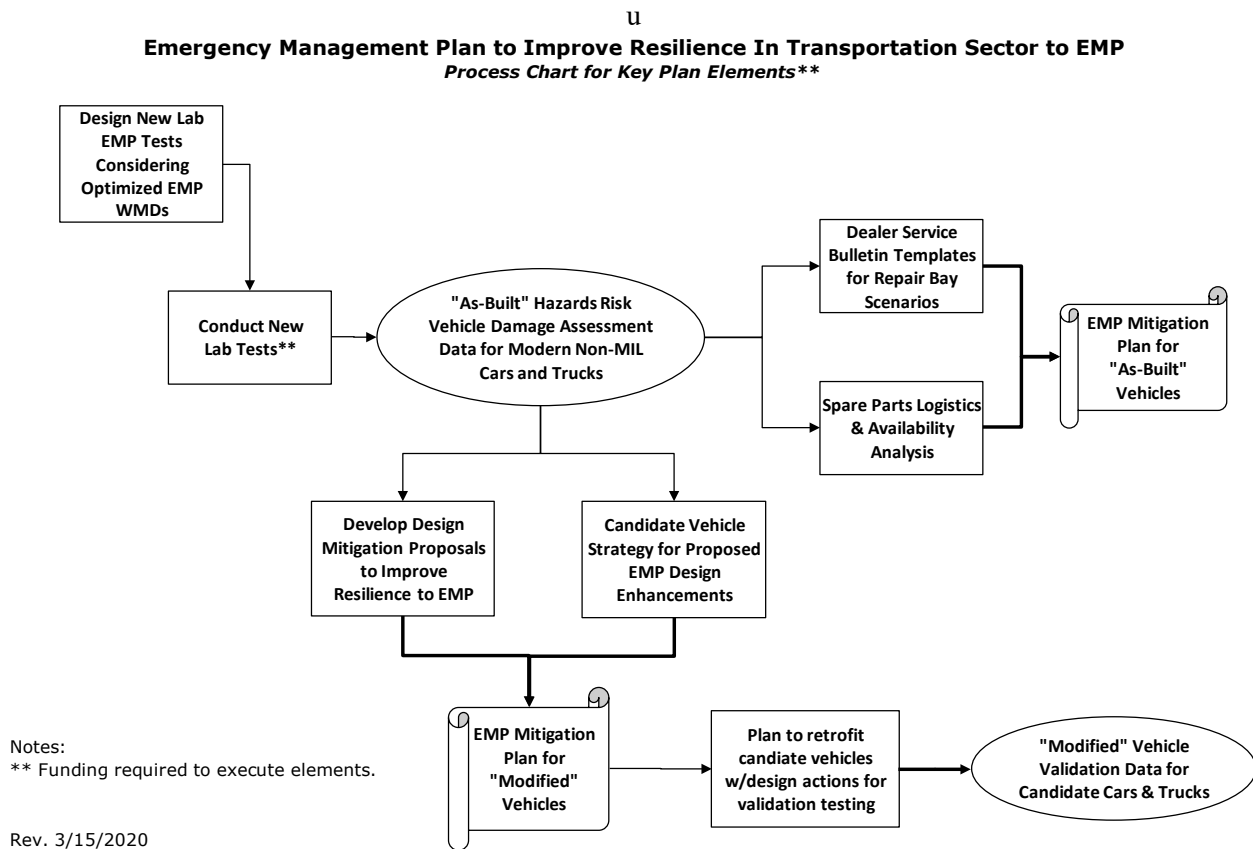 u
Emergency Management Plan to Improve Resilience In Transportation Sector to EMP
Process Chart for Key Plan Elements**
Design New Lab
EMP Tests
Considering
Optimized EMP
WMDs
Conduct New
Lab Tests**
"As-Built" Hazards Risk
Vehicle Damage Assessment
Data for Modern Non-MIL
Cars and Trucks
Dealer Service
Bulletin Templates
for Repair Bay
Scenarios
Spare Parts Logistics
& Availability
Analysis
EMP Mitigation
Plan for
"As-Built"
Vehicles
Develop Design
Mitigation Proposals
to Improve
Resilience to EMP
Candidate Vehicle
Strategy for Proposed
EMP Design
Enhancements
EMP Mitigation
Plan for
"Modified"
Vehicles
Plan to retrofit
candiate vehicles
w/design actions for
validation testing
"Modified" Vehicle
Validation Data for
Candidate Cars & Trucks
Notes:
** Funding required to execute elements.
Rev. 3/15/2020